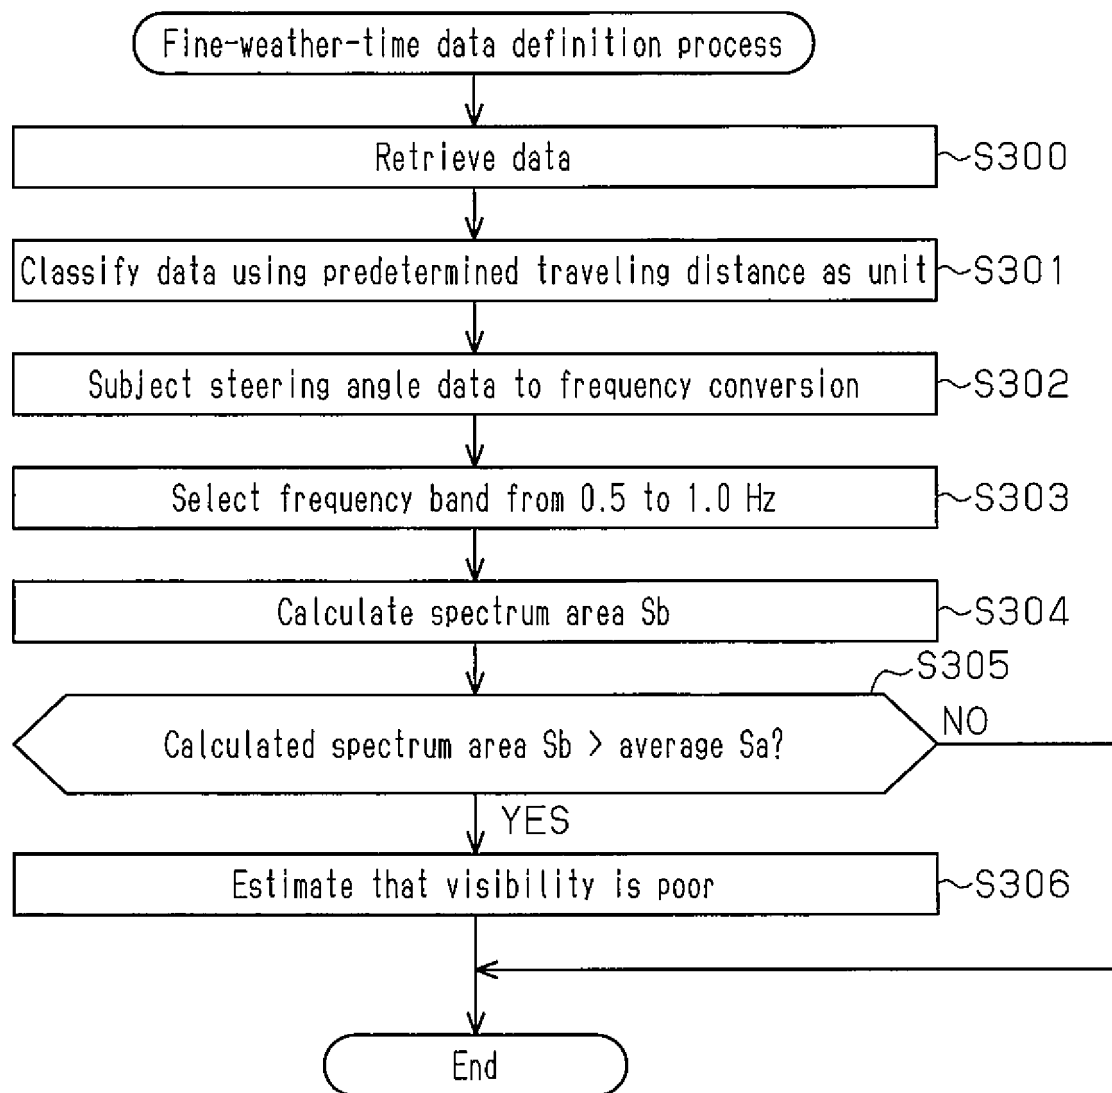 Fine-weather-time data definition process
Retrieve data
S300
Classify data using predetermined traveling distance as unit
S301
Subject steering angle data to frequency conversion
S302
Select frequency band from 0.5 to 1.0 Hz
S303
Calculate spectrum area Sb
S304
S305
Calculated spectrum area Sb > average Sa?
NO
YES
Estimate that visibility is poor
S306
End